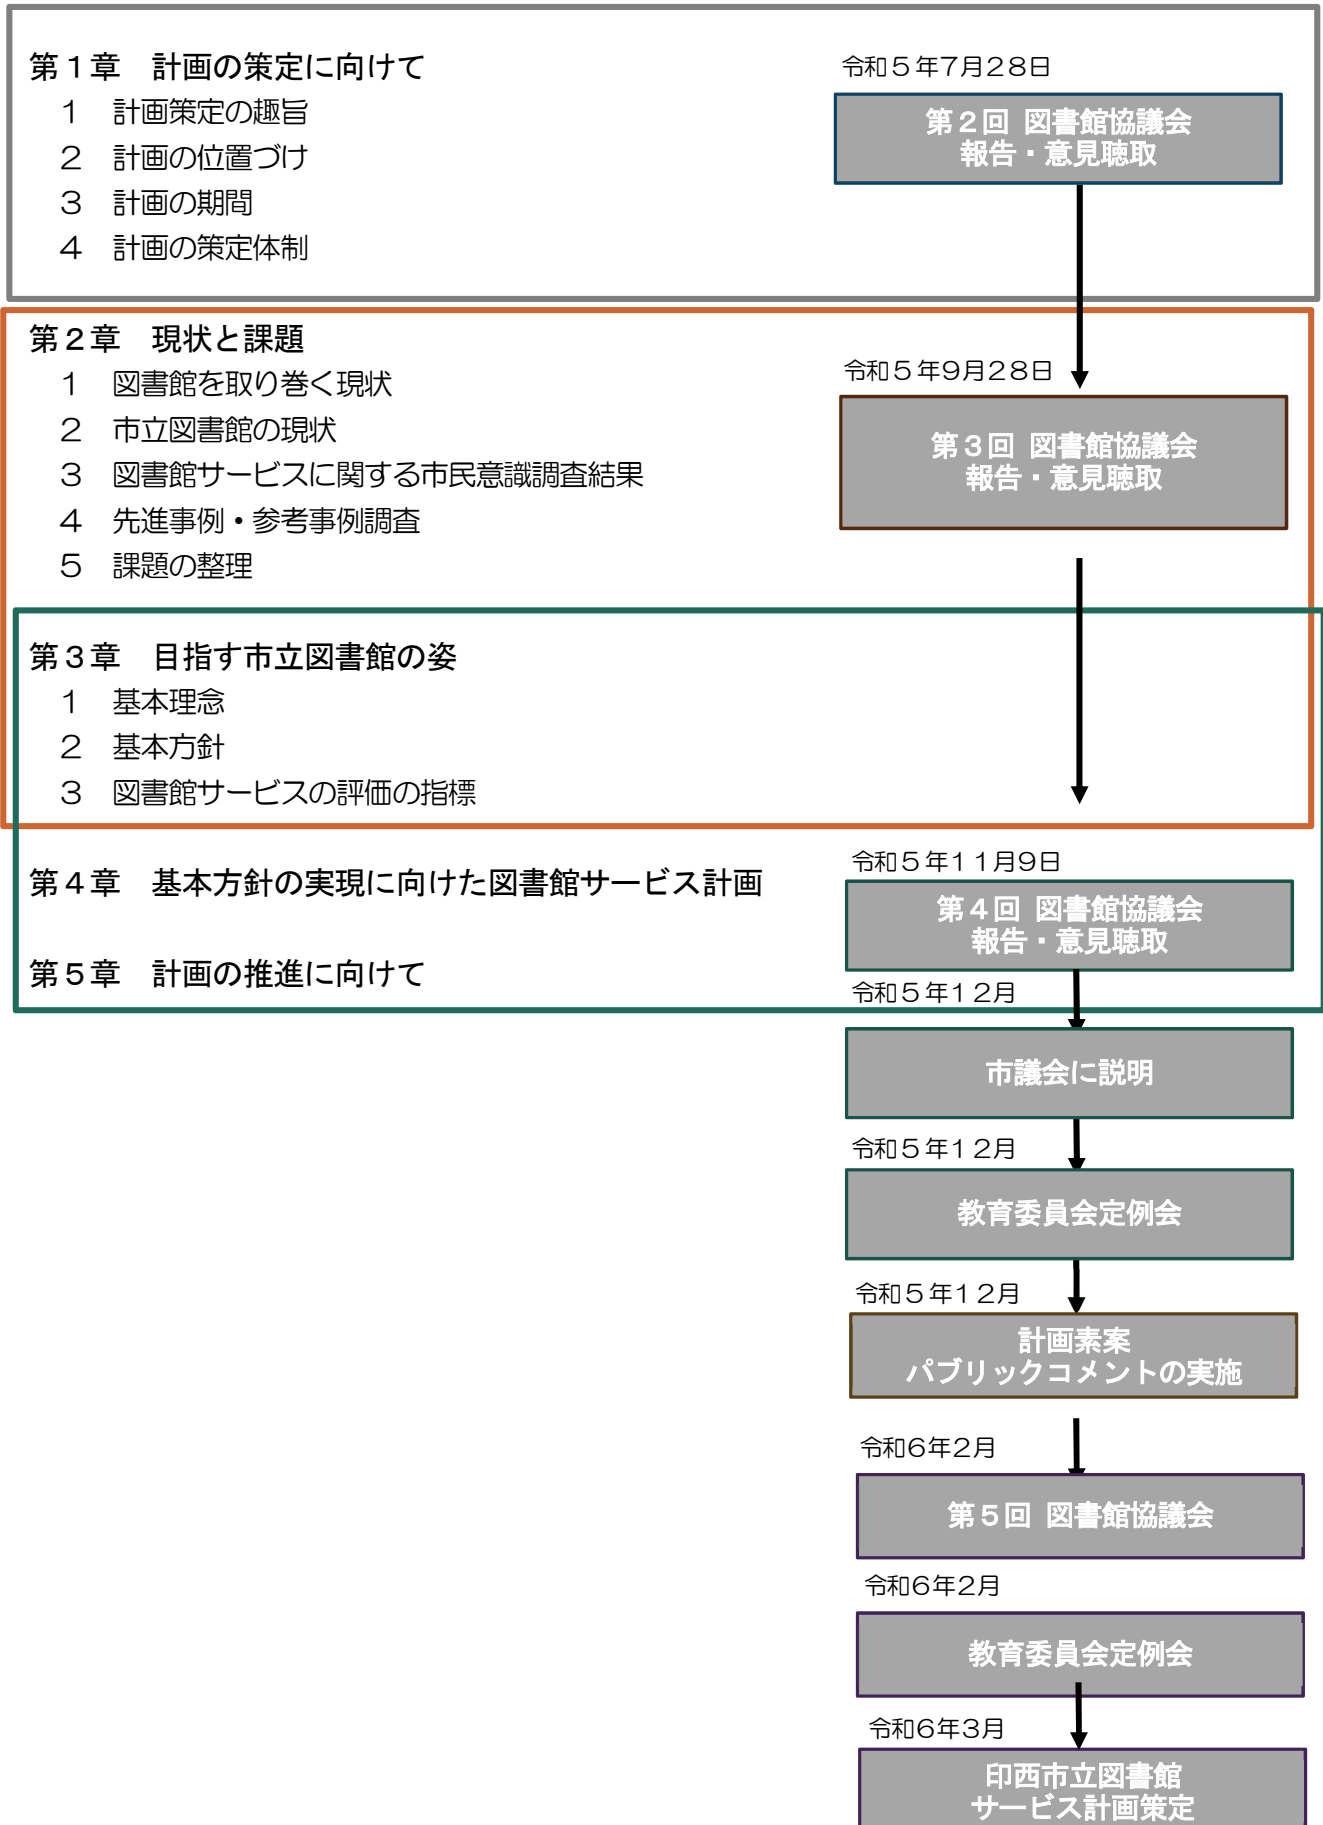 第１章　計画の策定に向けて
１　計画策定の趣旨
２　計画の位置づけ
３　計画の期間
４　計画の策定体制
令和５年7月28日
第２回 図書館協議会
報告・意見聴取
第２章　現状と課題
１　図書館を取り巻く現状
２　市立図書館の現状
３　図書館サービスに関する市民意識調査結果
４　先進事例・参考事例調査
５　課題の整理
令和５年9月28日
第３回 図書館協議会
報告・意見聴取
第３章　目指す市立図書館の姿
１　基本理念
２　基本方針
３　図書館サービスの評価の指標
第４章　基本方針の実現に向けた図書館サービス計画
第５章　計画の推進に向けて
令和５年１１月９日
第４回 図書館協議会
報告・意見聴取
令和５年１２月
市議会に説明
令和５年１２月
教育委員会定例会
令和５年１２月
計画素案
パブリックコメントの実施
令和６年２月
第５回 図書館協議会
令和６年２月
教育委員会定例会
令和６年３月
印西市立図書館
サービス計画策定